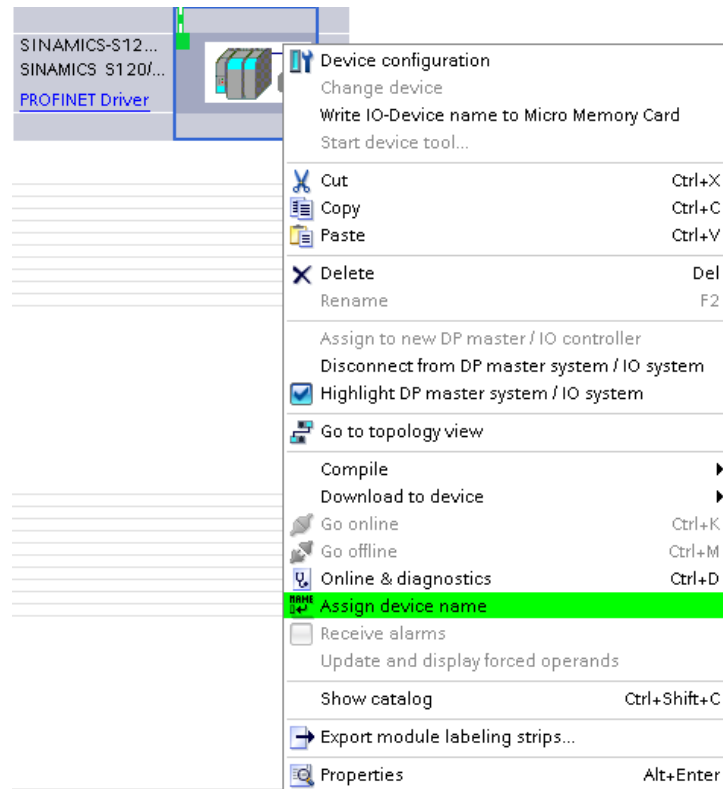 SINAMICS-S12...
SINAMICS S120/...
PROFINET Driver
Device configuration
Change device
Write IO-Device name to Micro Memory Card
Start device tool...
Cut Ctrl+X
Copy Ctrl+C
Paste Ctrl+V
Delete Del
Rename F2
Assign to new DP master / IO controller
Disconnect from DP master system / IO system
Highlight DP master system / IO system
Go to topology view
Compile
Download to device
Go online Ctrl+K
Go offline Ctrl+M
Online & diagnostics Ctrl+D
NAME Assign device name
Receive alarms
Update and display forced operands
Show catalog Ctrl+Shift+C
Export module labeling strips...
Properties Alt+Enter